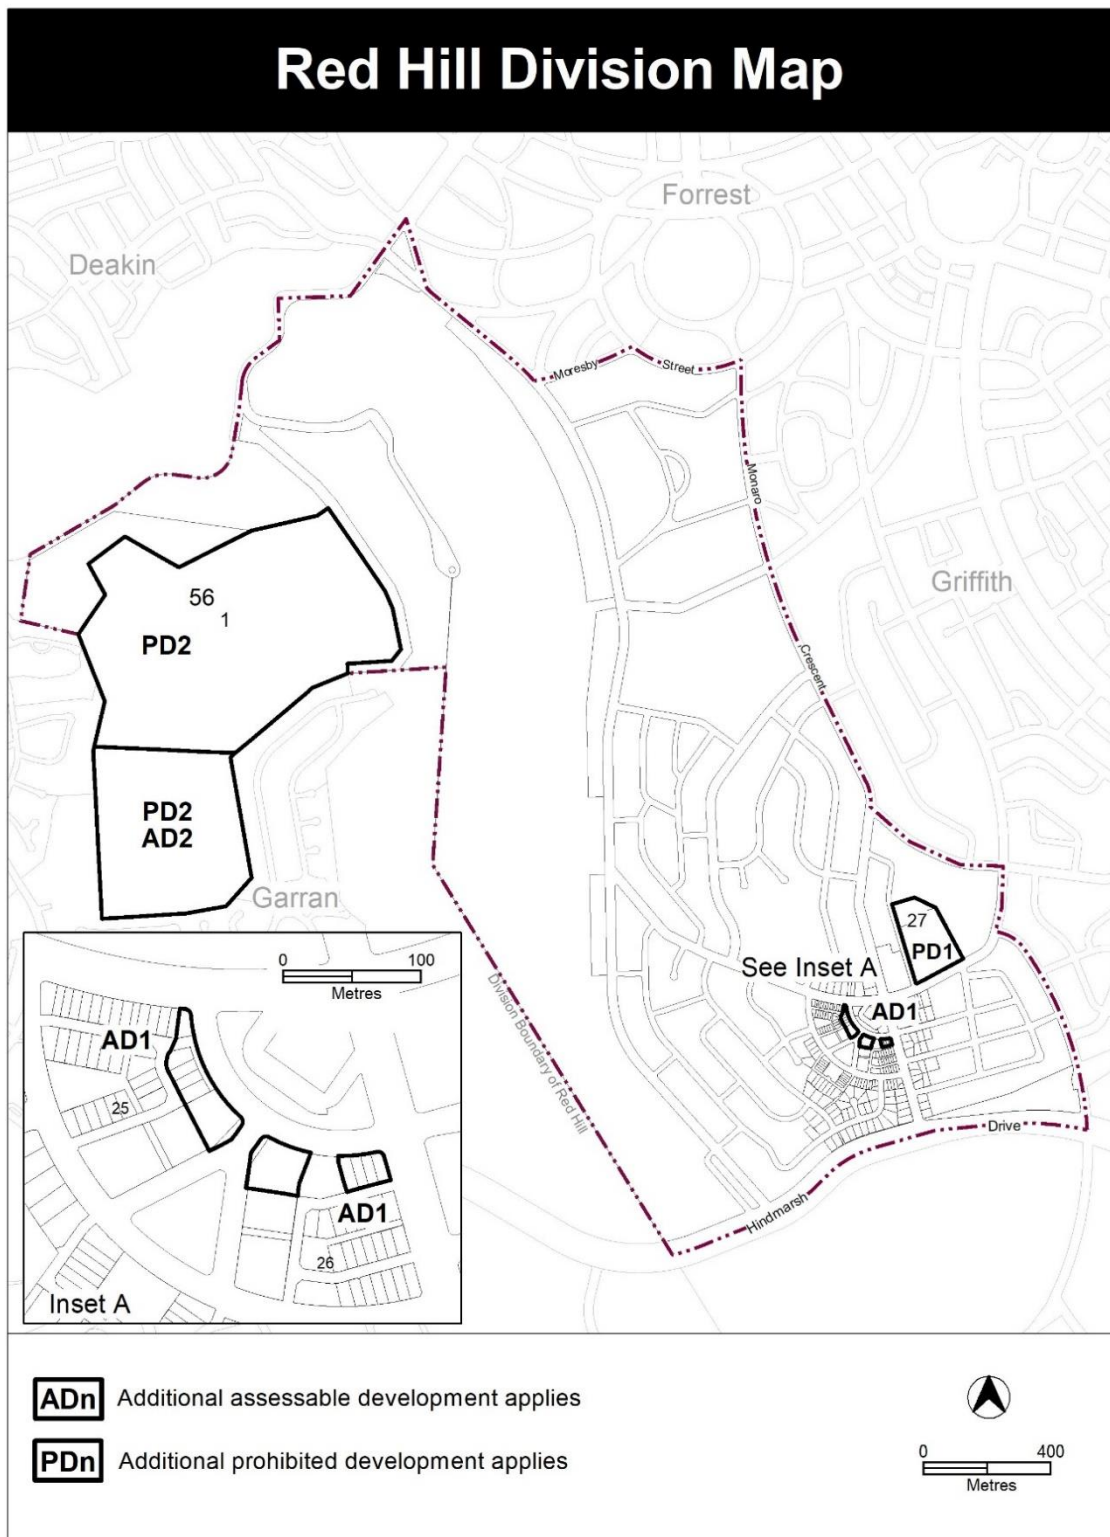 Red Hill Division Map
Forrest
Deakin
Moresby
Street
Monaro
Griffith
56
1
PD2
Crescent
PD2
AD2
Garran
27
PD1
See Inset A
AD1
Division Boundary of Red Hill
Drive
Hindmarsh
0 100
Metres
AD1
25
AD1
26
Inset A
ADn Additional assessable development applies
PDn Additional prohibited development applies
0 400
Metres